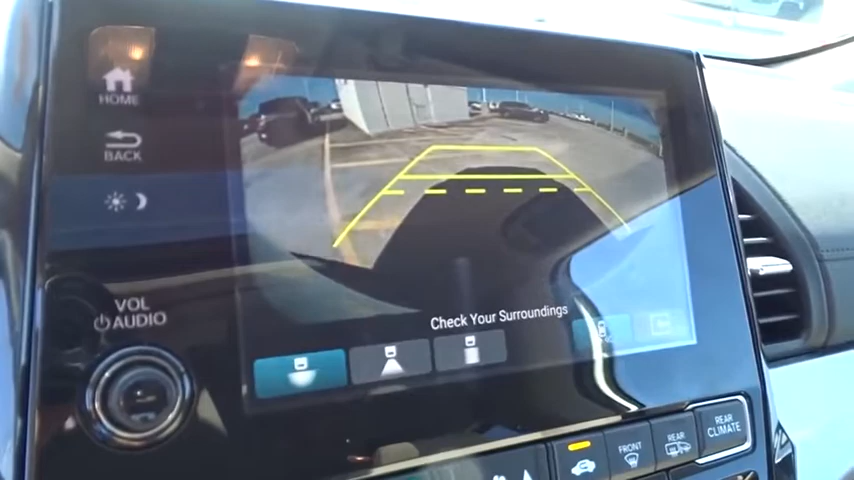 HOME
BACK
VOL
AUDIO
Check Your Surroundings
FRONT
REAR
REAR
CLIMATE